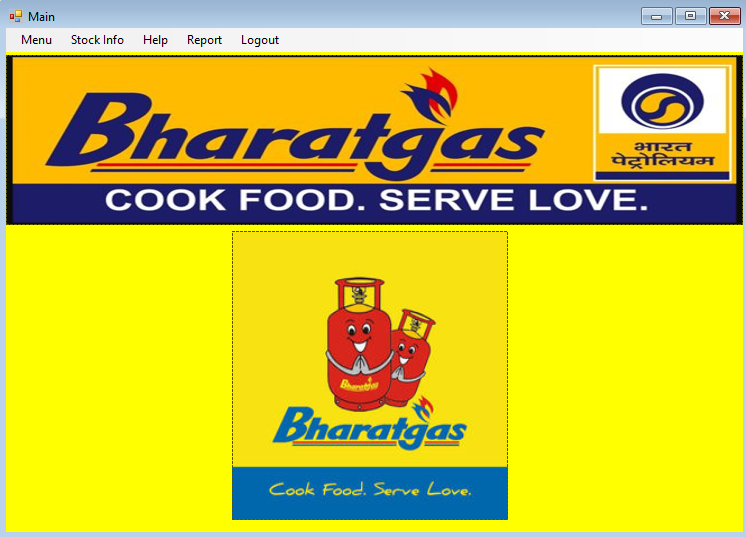 Main
Menu Stock Info Help Report Logout
Bharatgas
भारत
पेट्रोलियम
COOK FOOD. SERVE LOVE.
Bharatgas
Bharatgas
Cook Food. Serve Love.